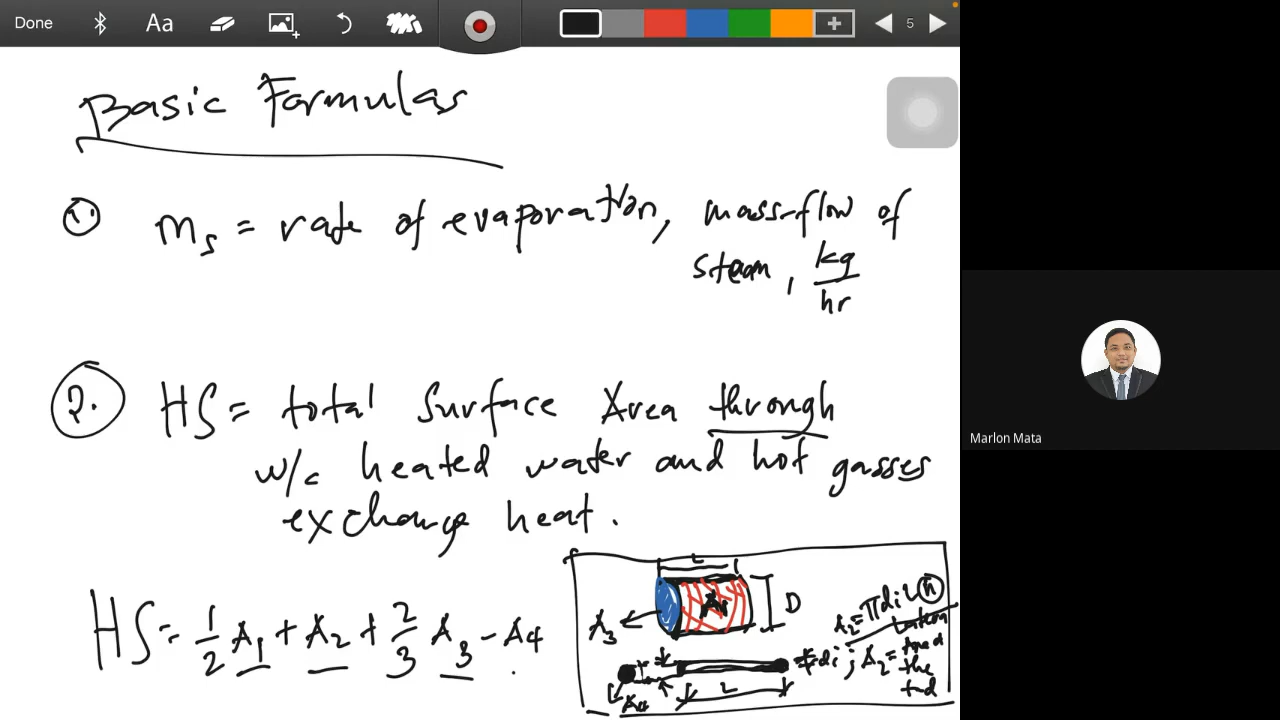 Done Aa 5
Basic Formulas
1. ms = rate of evaporation, mass-flow of
steam, kg/hr
2. HS = total Surface Area through
w/c heated water and hot gasses
exchange heat.
HS = 1/2 A1 + A2 + 2/3 A3 - A4
L
A1
D
A3
A2 = πdiL n
di ; A2 =
the
L
A4
Marlon Mata